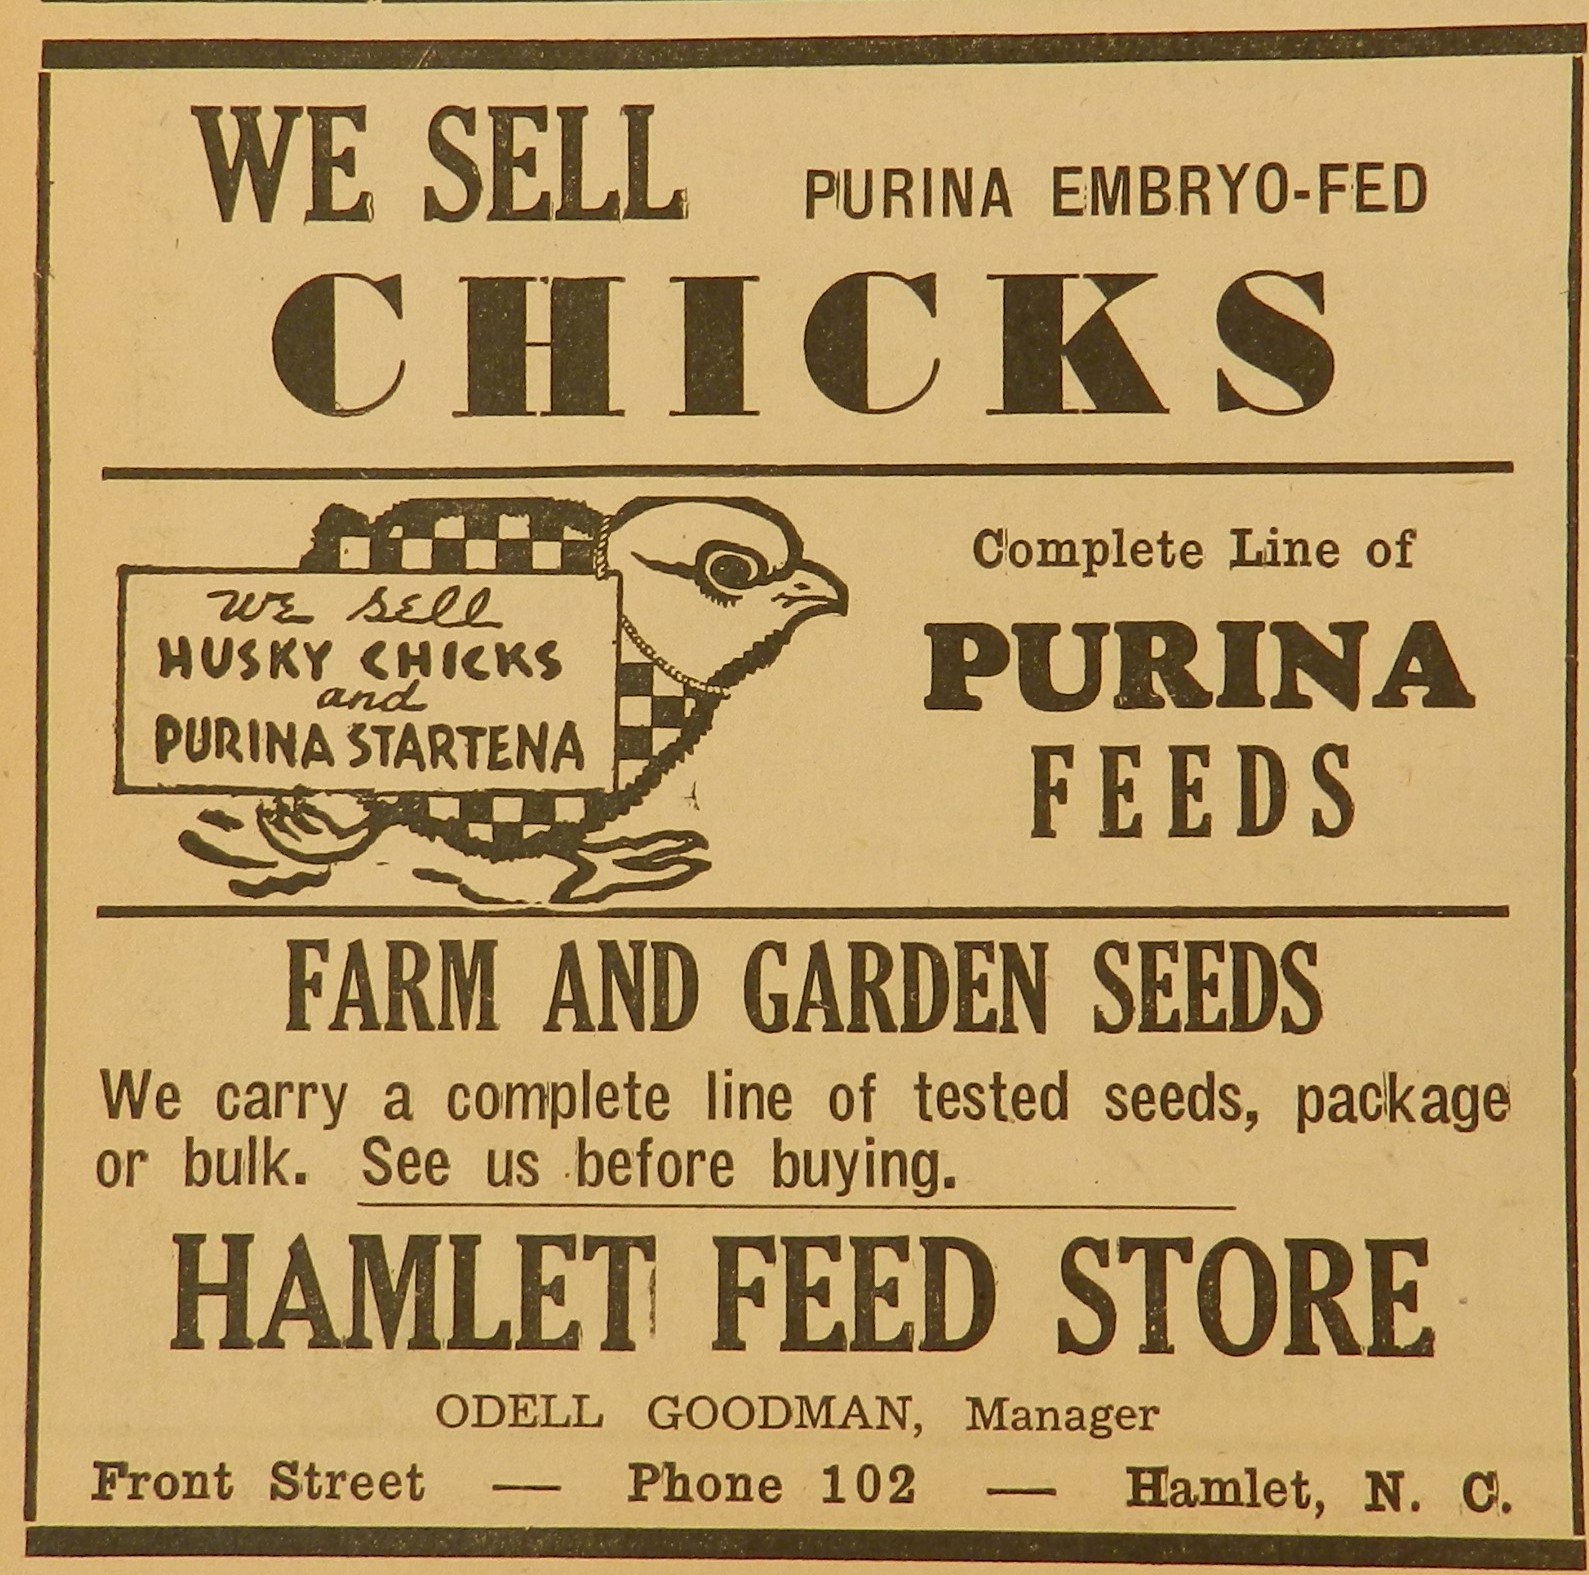 WE SELL PURINA EMBRYO-FED
CHICKS
We Sell
HUSKY CHICKS
and
PURINA STARTENA
Complete Line of
PURINA
FEEDS
FARM AND GARDEN SEEDS
We carry a complete line of tested seeds, package
or bulk. See us before buying.
HAMLET FEED STORE
ODELL GOODMAN, Manager
Front Street — Phone 102 — Hamlet, N. C.